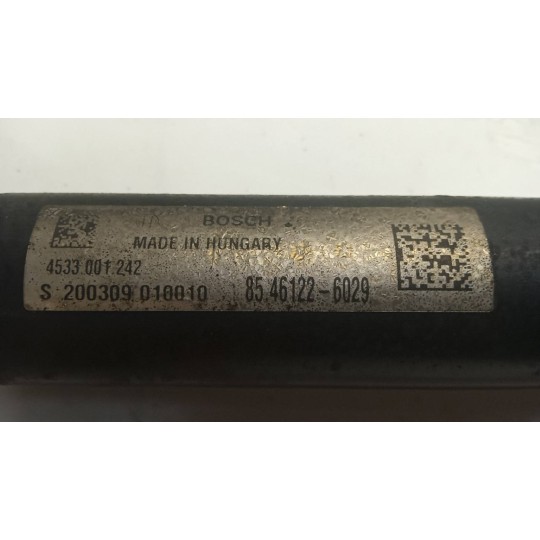 BOSCH
MADE IN HUNGARY
4533 001 242
S 200309 010010
85.46122-6029